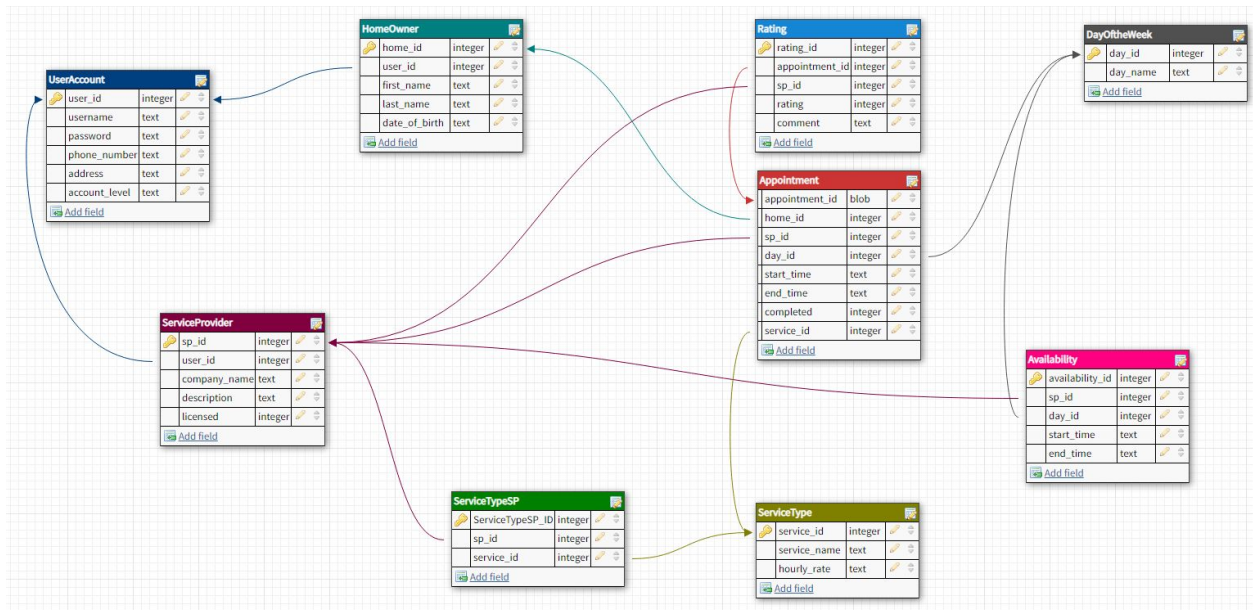 HomeOwner
home_id integer
user_id integer
first_name text
last_name text
date_of_birth text
Add field
Rating
rating_id integer
appointment_id integer
sp_id integer
rating integer
comment text
Add field
DayOftheWeek
day_id integer
day_name text
Add field
UserAccount
user_id integer
username text
password text
phone_number text
address text
account_level text
Add field
Appointment
appointment_id blob
home_id integer
sp_id integer
day_id integer
start_time text
end_time text
completed integer
service_id integer
Add field
ServiceProvider
sp_id integer
user_id integer
company_name text
description text
licensed integer
Add field
Availability
availability_id integer
sp_id integer
day_id integer
start_time text
end_time text
Add field
ServiceTypeSP
ServiceTypeSP_ID integer
sp_id integer
service_id integer
Add field
ServiceType
service_id integer
service_name text
hourly_rate text
Add field